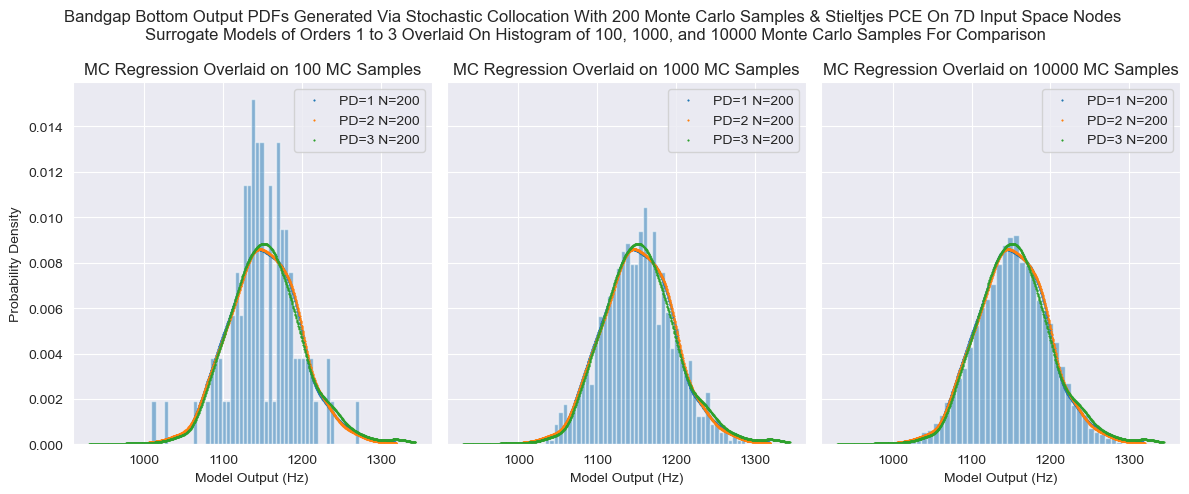 Bandgap Bottom Output PDFs Generated Via Stochastic Collocation With 200 Monte Carlo Samples & Stieltjes PCE On 7D Input Space Nodes
Surrogate Models of Orders 1 to 3 Overlaid On Histogram of 100, 1000, and 10000 Monte Carlo Samples For Comparison
MC Regression Overlaid on 100 MC Samples
PD=1 N=200
PD=2 N=200
PD=3 N=200
0.014
0.012
0.010
0.008
0.006
0.004
0.002
0.000
Probability Density
1000 1100 1200 1300
Model Output (Hz)
MC Regression Overlaid on 1000 MC Samples
PD=1 N=200
PD=2 N=200
PD=3 N=200
1000 1100 1200 1300
Model Output (Hz)
MC Regression Overlaid on 10000 MC Samples
PD=1 N=200
PD=2 N=200
PD=3 N=200
1000 1100 1200 1300
Model Output (Hz)